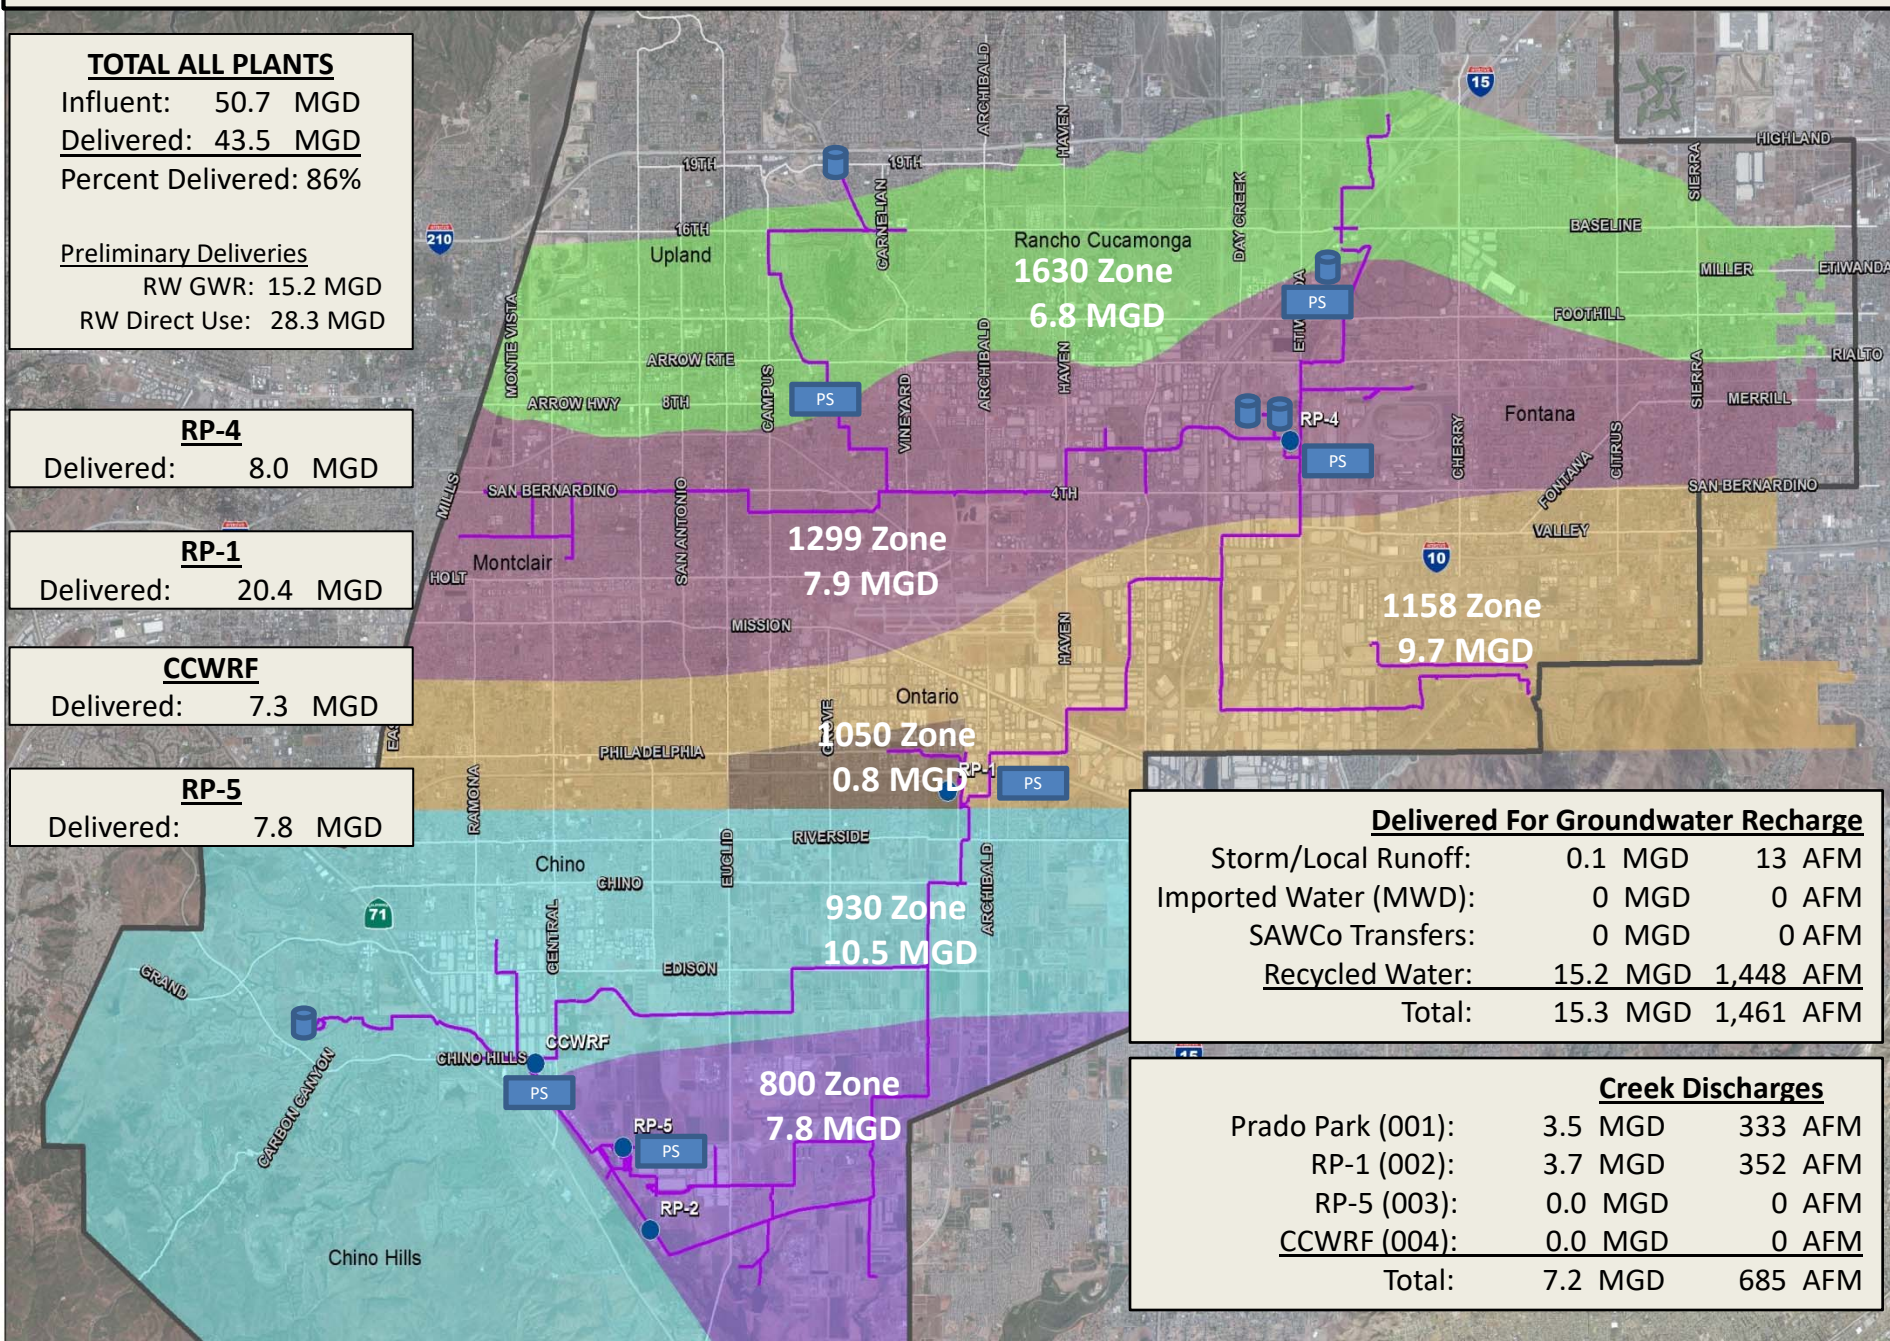 TOTAL ALL PLANTS
Influent: 50.7 MGD
Delivered: 43.5 MGD
Percent Delivered: 86%
Preliminary Deliveries
RW GWR: 15.2 MGD
RW Direct Use: 28.3 MGD
RP-4
Delivered: 8.0 MGD
RP-1
Delivered: 20.4 MGD
CCWRF
Delivered: 7.3 MGD
RP-5
Delivered: 7.8 MGD
ARCHIBALD
HAVEN
15
HIGHLAND
19TH
19TH
SIERRA
210
16TH
Upland
CARNELIAN
Rancho Cucamonga
1630 Zone
6.8 MGD
DAY CREEK
BASELINE
MILLER
ETIWANDA
PS
FOOTHILL
MONTE VISTA
ARROW RTE
ARCHIBALD
HAVEN
RIALTO
ARROW HWY
8TH
CAMPUS
PS
VINEYARD
SIERRA
MERRILL
RP-4
Fontana
PS
CHERRY
CITRUS
FONTANA
MILLS
SAN BERNARDINO
4TH
SAN BERNARDINO
SAN ANTONIO
1299 Zone
7.9 MGD
VALLEY
10
Montclair
HOLT
MISSION
HAVEN
1158 Zone
9.7 MGD
Ontario
1050 Zone
0.8 MGD
PHILADELPHIA
RP-1
PS
RAMONA
EUCLID
RIVERSIDE
Chino
CHINO
ARCHIBALD
71
930 Zone
10.5 MGD
CENTRAL
EDISON
GRAND
CHINO HILLS
CCWRF
PS
CARBON CANYON
800 Zone
7.8 MGD
RP-5
PS
RP-2
Chino Hills
15
Delivered For Groundwater Recharge
Storm/Local Runoff: 0.1 MGD 13 AFM
Imported Water (MWD): 0 MGD 0 AFM
SAWCo Transfers: 0 MGD 0 AFM
Recycled Water: 15.2 MGD 1,448 AFM
Total: 15.3 MGD 1,461 AFM
Creek Discharges
Prado Park (001): 3.5 MGD 333 AFM
RP-1 (002): 3.7 MGD 352 AFM
RP-5 (003): 0.0 MGD 0 AFM
CCWRF (004): 0.0 MGD 0 AFM
Total: 7.2 MGD 685 AFM